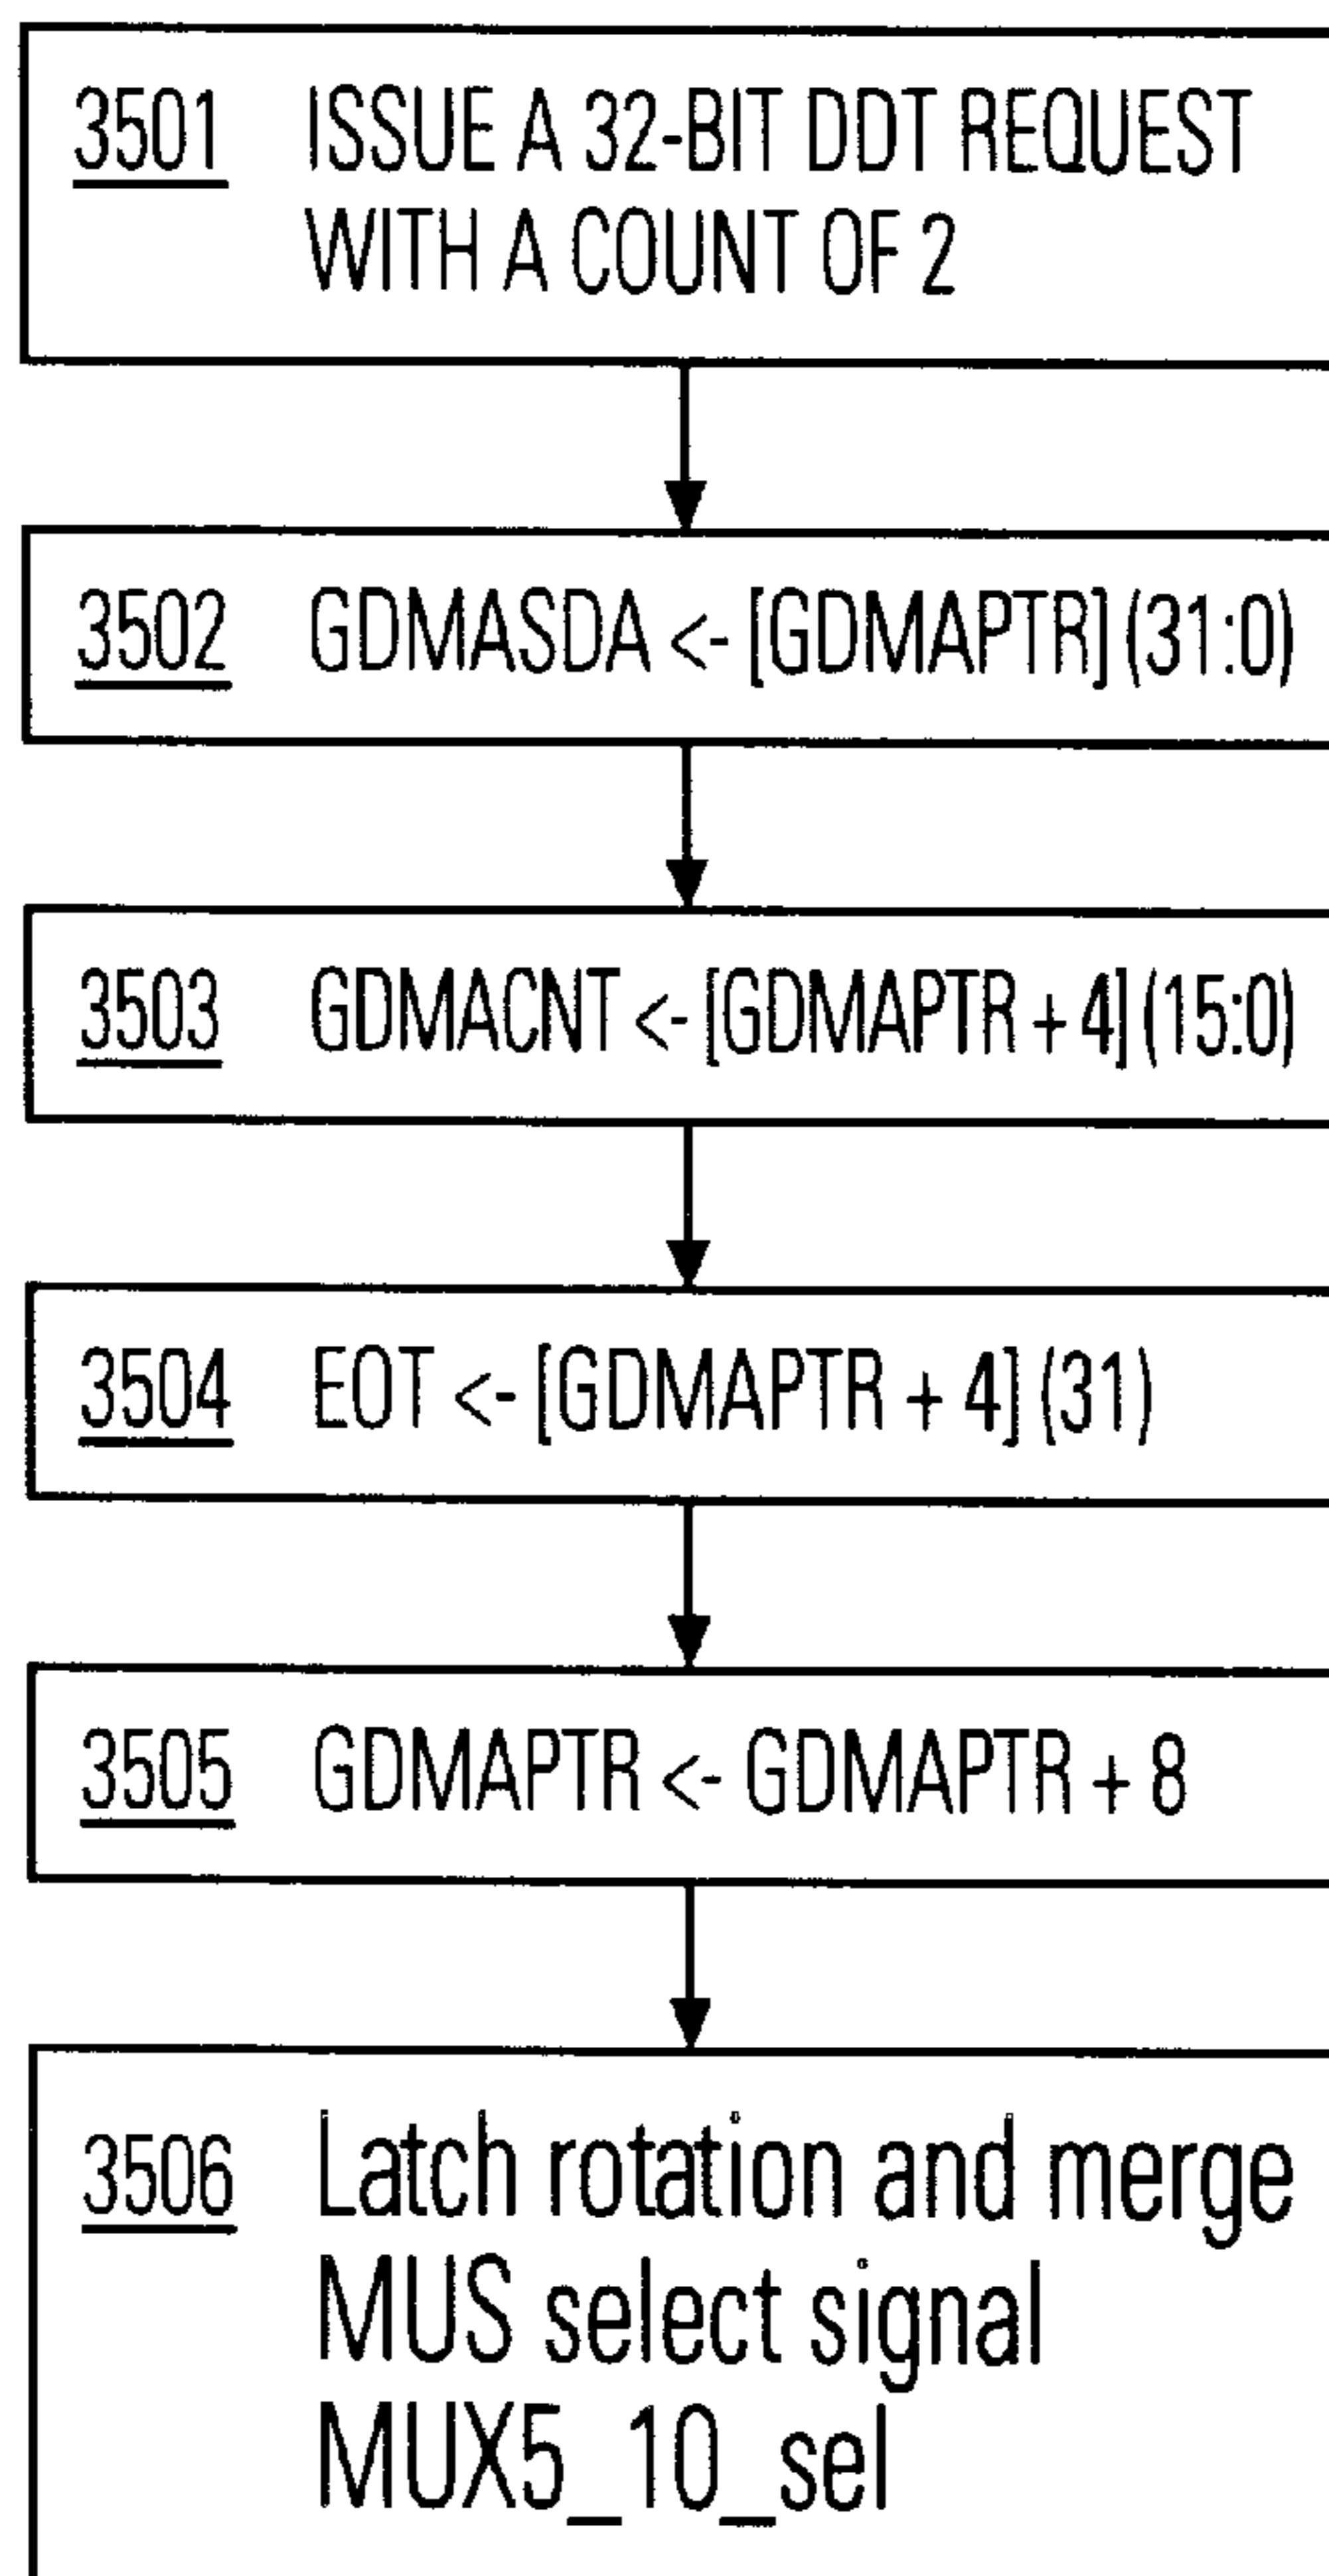 3501 ISSUE A 32-BIT DDT REQUEST
WITH A COUNT OF 2
3502 GDMASDA <- [GDMAPTR] (31:0)
3503 GDMACNT <- [GDMAPTR + 4] (15:0)
3504 EOT <- [GDMAPTR + 4] (31)
3505 GDMAPTR <- GDMAPTR + 8
3506 Latch rotation and merge
MUS select signal
MUX5_10_sel